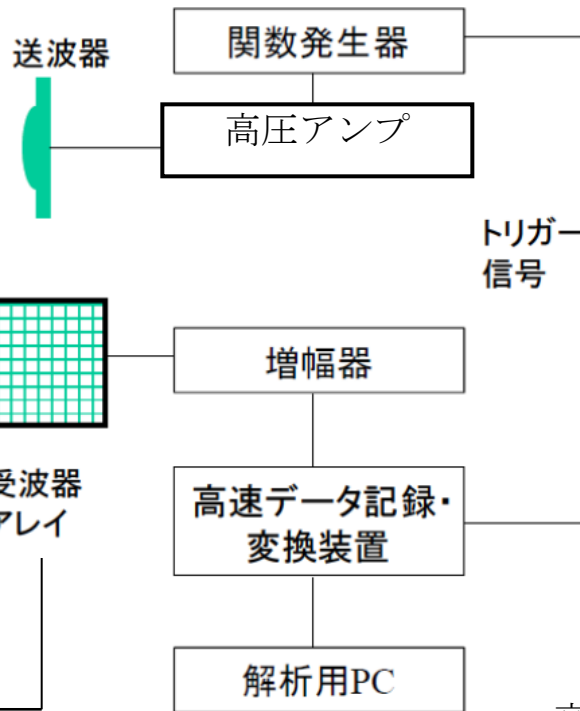 送波器
関数発生器
高圧アンプ
トリガー
信号
増幅器
受波器
アレイ
高速データ記録・
変換装置
解析用PC